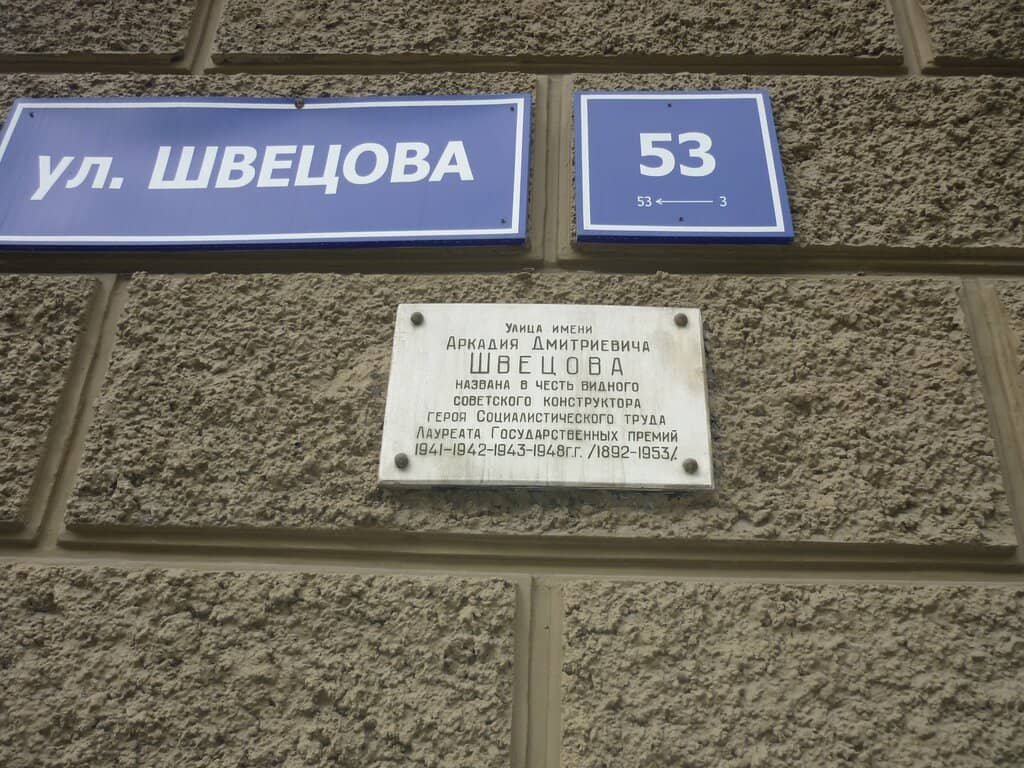 ул. ШВЕЦОВА
53
53 ← 3
Улица имени
Аркадия Дмитриевича
ШВЕЦОВА
названа в честь видного
советского конструктора
героя Социалистического труда
Лауреата Государственных премий
1941-1942-1943-1948г.г. /1892-1953/.